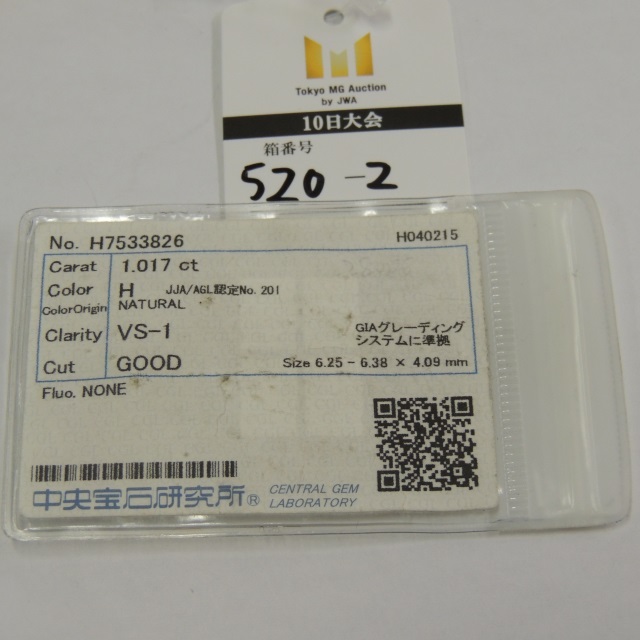 Tokyo MG Auction
by JWA
10日大会
箱番号
520-2
No. H7533826 H040215
Carat 1.017 ct
Color H JJA/AGL認定No.201
ColorOrigin NATURAL
Clarity VS-1 GIAグレーディング
システムに準拠
Cut GOOD Size 6.25 - 6.38 × 4.09 mm
Fluo. NONE
中央宝石研究所® CENTRAL GEM
LABORATORY